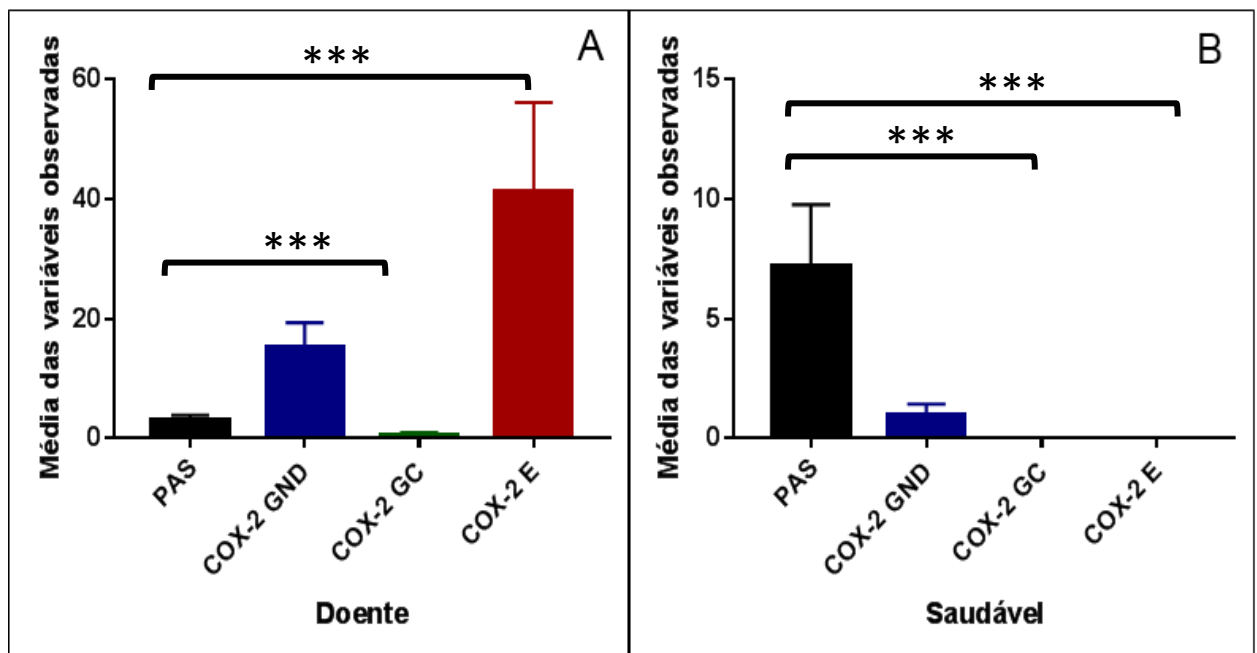 A
Média das variáveis observadas
60
40
20
0
***
***
PAS
COX-2 GND
COX-2 GC
COX-2 E
Doente
B
Média das variáveis observadas
15
10
5
0
***
***
PAS
COX-2 GND
COX-2 GC
COX-2 E
Saudável